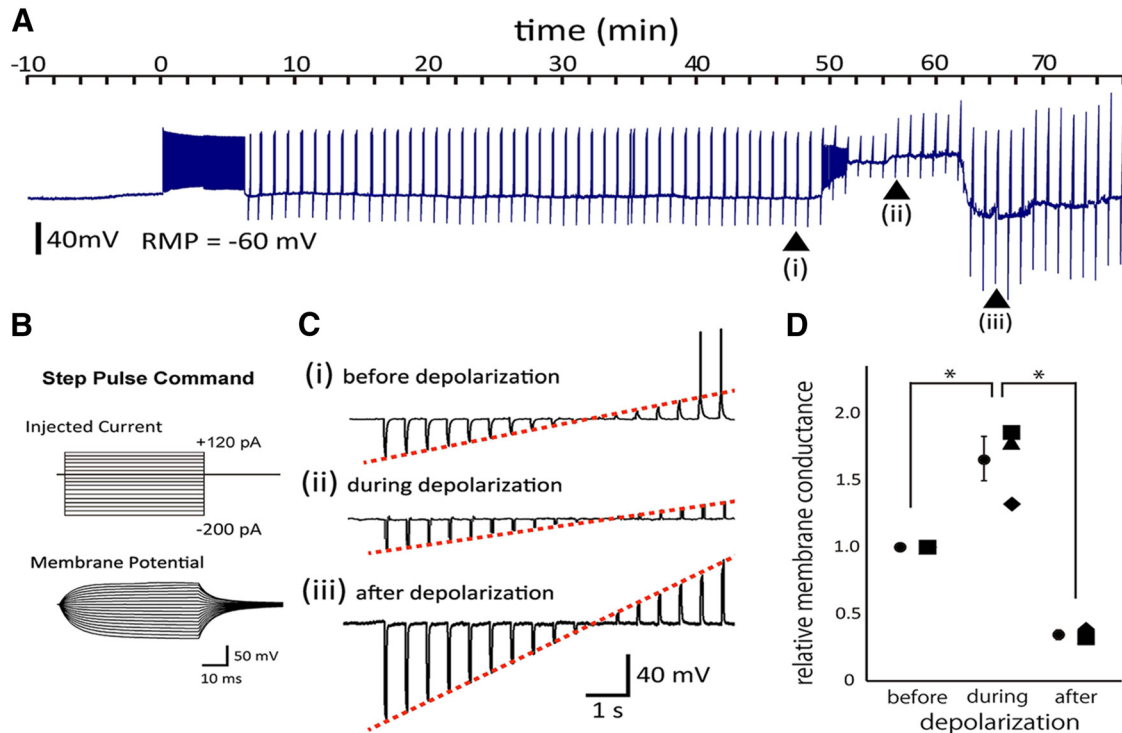 A
time (min)
-10 0 10 20 30 40 50 60 70
40mV RMP = -60 mV
(i)
(ii)
(iii)
B
Step Pulse Command
Injected Current
+120 pA
-200 pA
Membrane Potential
50 mV
10 ms
C
(i) before depolarization
(ii) during depolarization
(iii) after depolarization
40 mV
1 s
D
relative membrane conductance
* *
2.0
1.5
1.0
0.5
0
before during after
depolarization